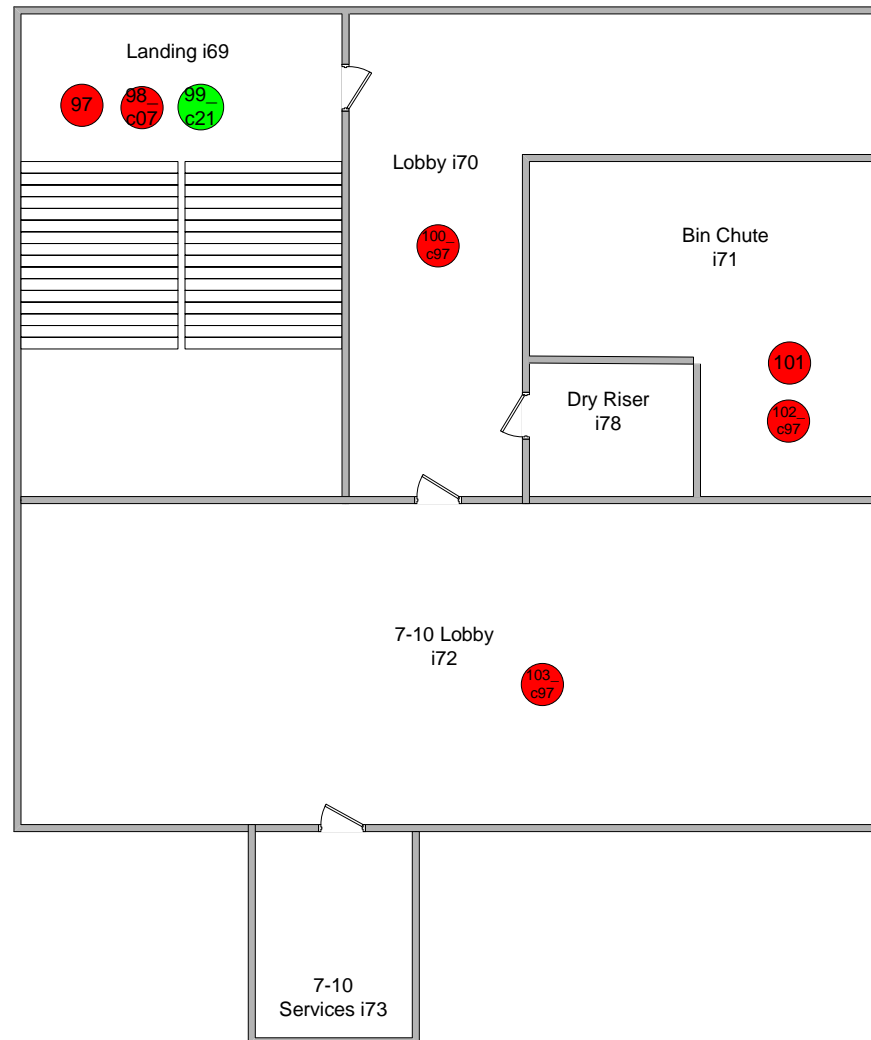 Landing i69
97
98_
c07
99_
c21
Lobby i70
100_
c97
Bin Chute
i71
101
102_
c97
Dry Riser
i78
7-10 Lobby
i72
103_
c97
7-10
Services i73